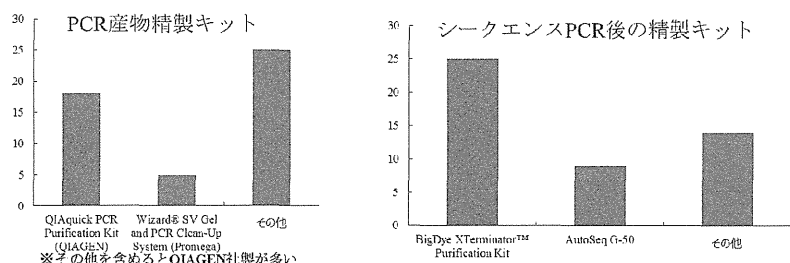 PCR産物精製キット
30
25
20
15
10
5
0
QIAquick PCR
Purification Kit
(QIAGEN)
Wizard® SV Gel
and PCR Clean-Up
System (Promega)
その他
※その他を含めるとQIAGEN社製が多い
シークエンスPCR後の精製キット
30
25
20
15
10
5
0
BigDye XTerminator™
Purification Kit
AutoSeq G-50
その他